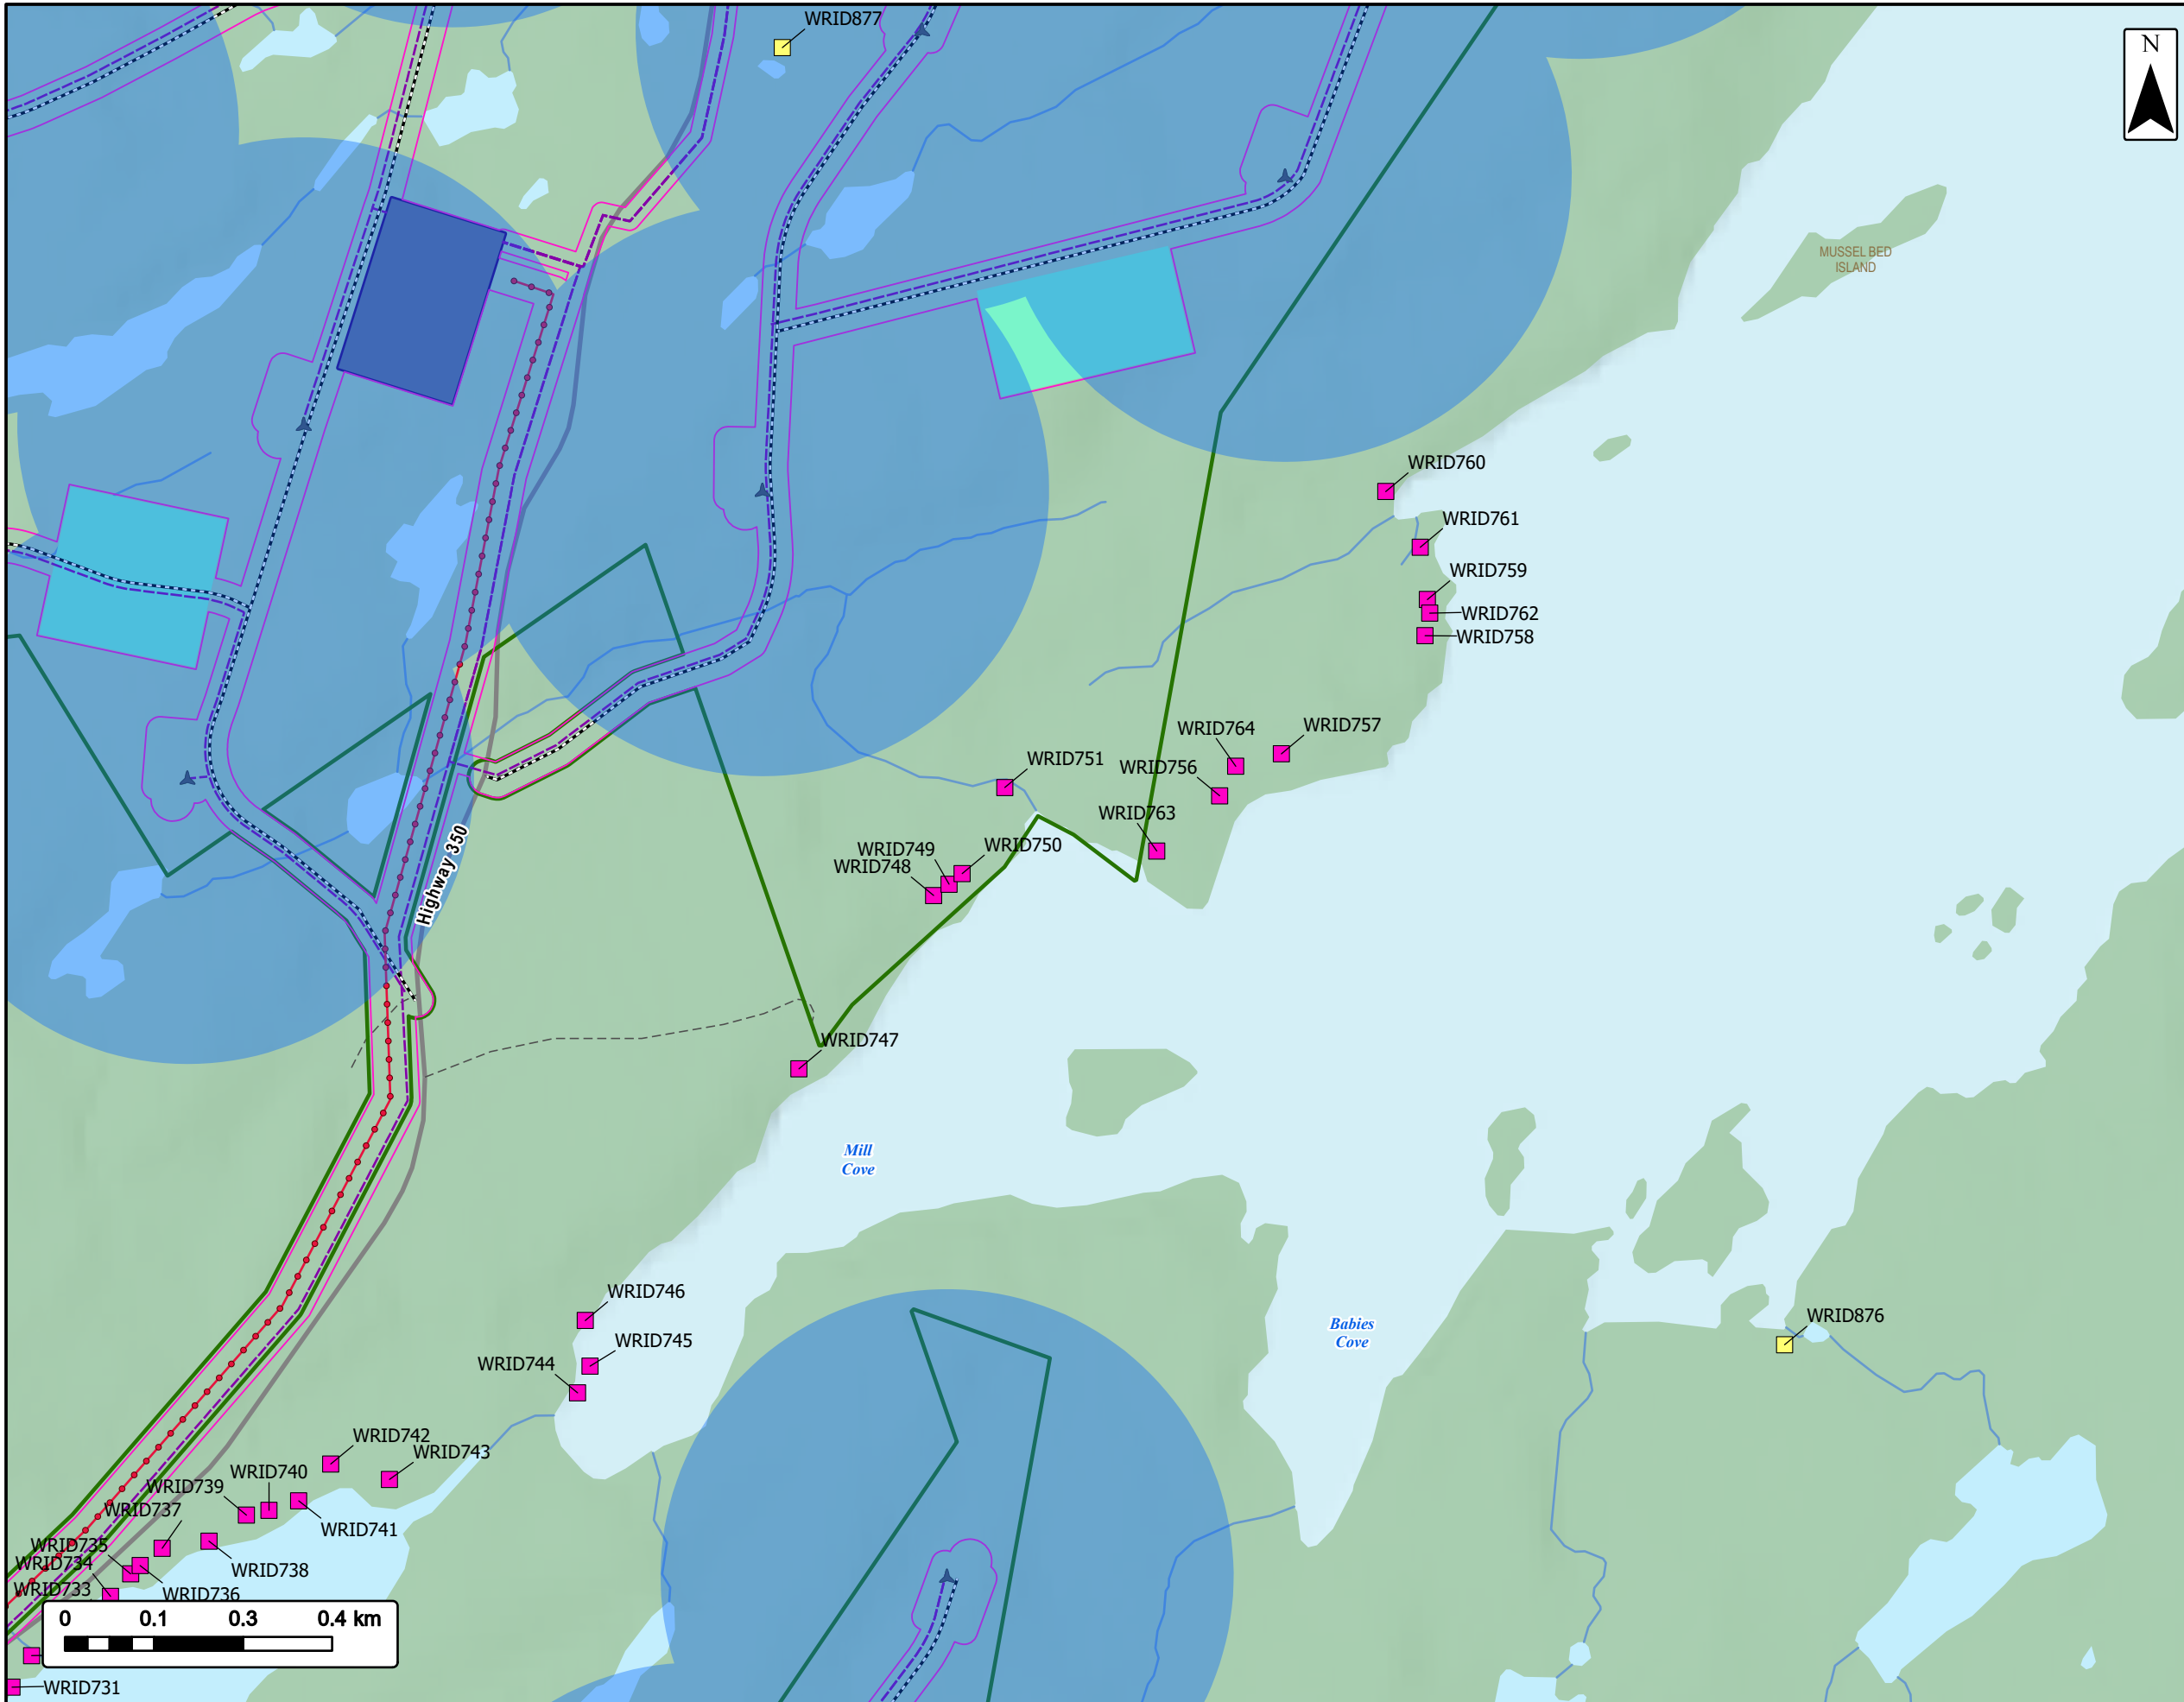 WRID877
N
MUSSEL BED
ISLAND
WRID760
WRID761
WRID759
WRID762
WRID758
WRID764
WRID757
WRID751
WRID756
WRID763
WRID749
WRID750
WRID748
Highway 350
WRID747
Mill
Cove
WRID746
Babies
Cove
WRID876
WRID745
WRID744
WRID742
WRID743
WRID740
WRID739
WRID737
WRID741
WRID735
WRID734
WRID738
WRID733
WRID736
0 0.1 0.3 0.4 km
WRID731